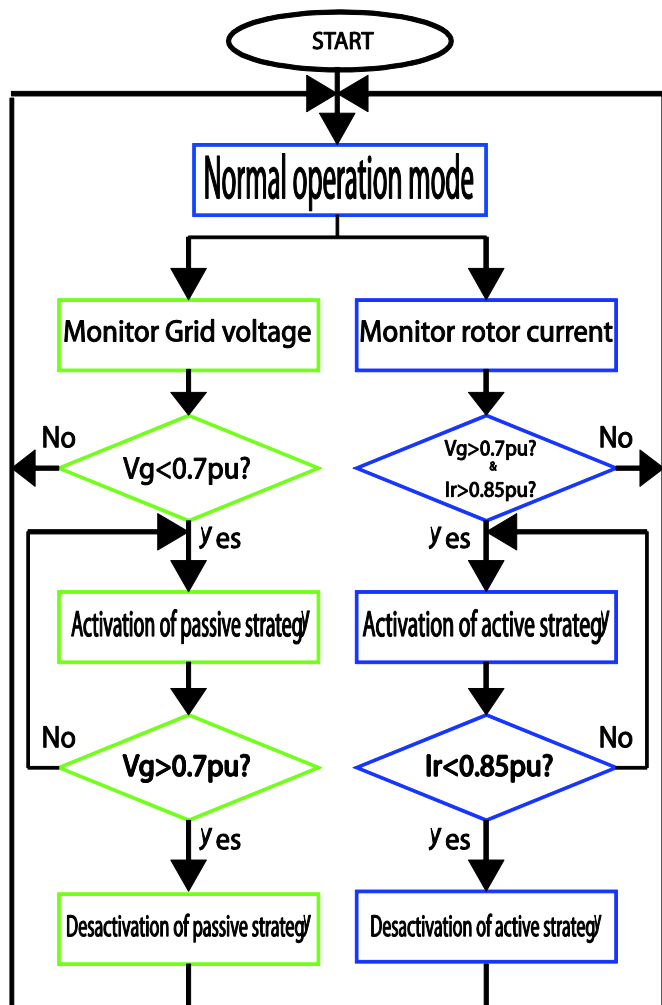 START
Normal operation mode
Monitor Grid voltage
Monitor rotor current
No
Vg<0.7pu?
Vg>0.7pu?
&
Ir>0.85pu?
No
yes
yes
Activation of passive strategy
Activation of active strategy
No
Vg>0.7pu?
Ir<0.85pu?
No
yes
yes
Desactivation of passive strategy
Desactivation of active strategy